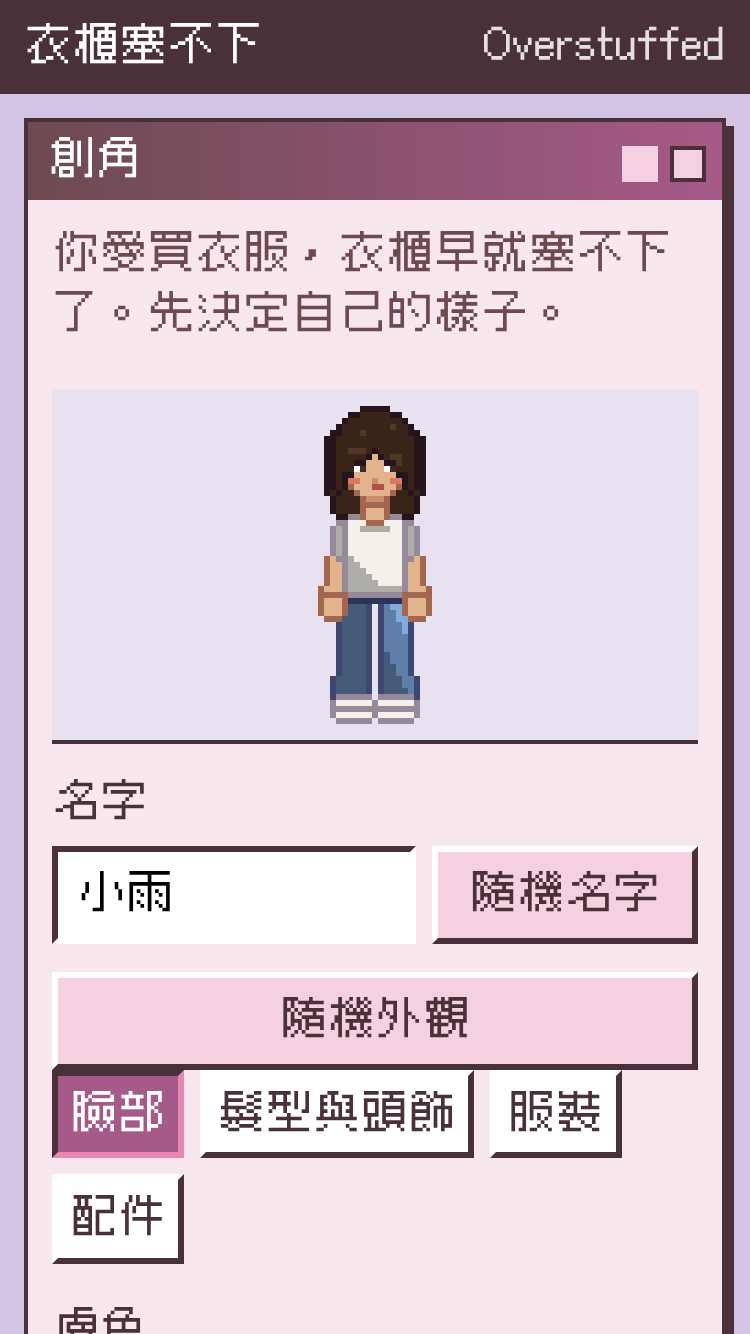 衣櫃塞不下
Overstuffed
創角
你愛買衣服，衣櫃早就塞不下
了。先決定自己的樣子。
名字
小雨
隨機名字
隨機外觀
臉部
髮型與頭飾
服裝
配件
膚色